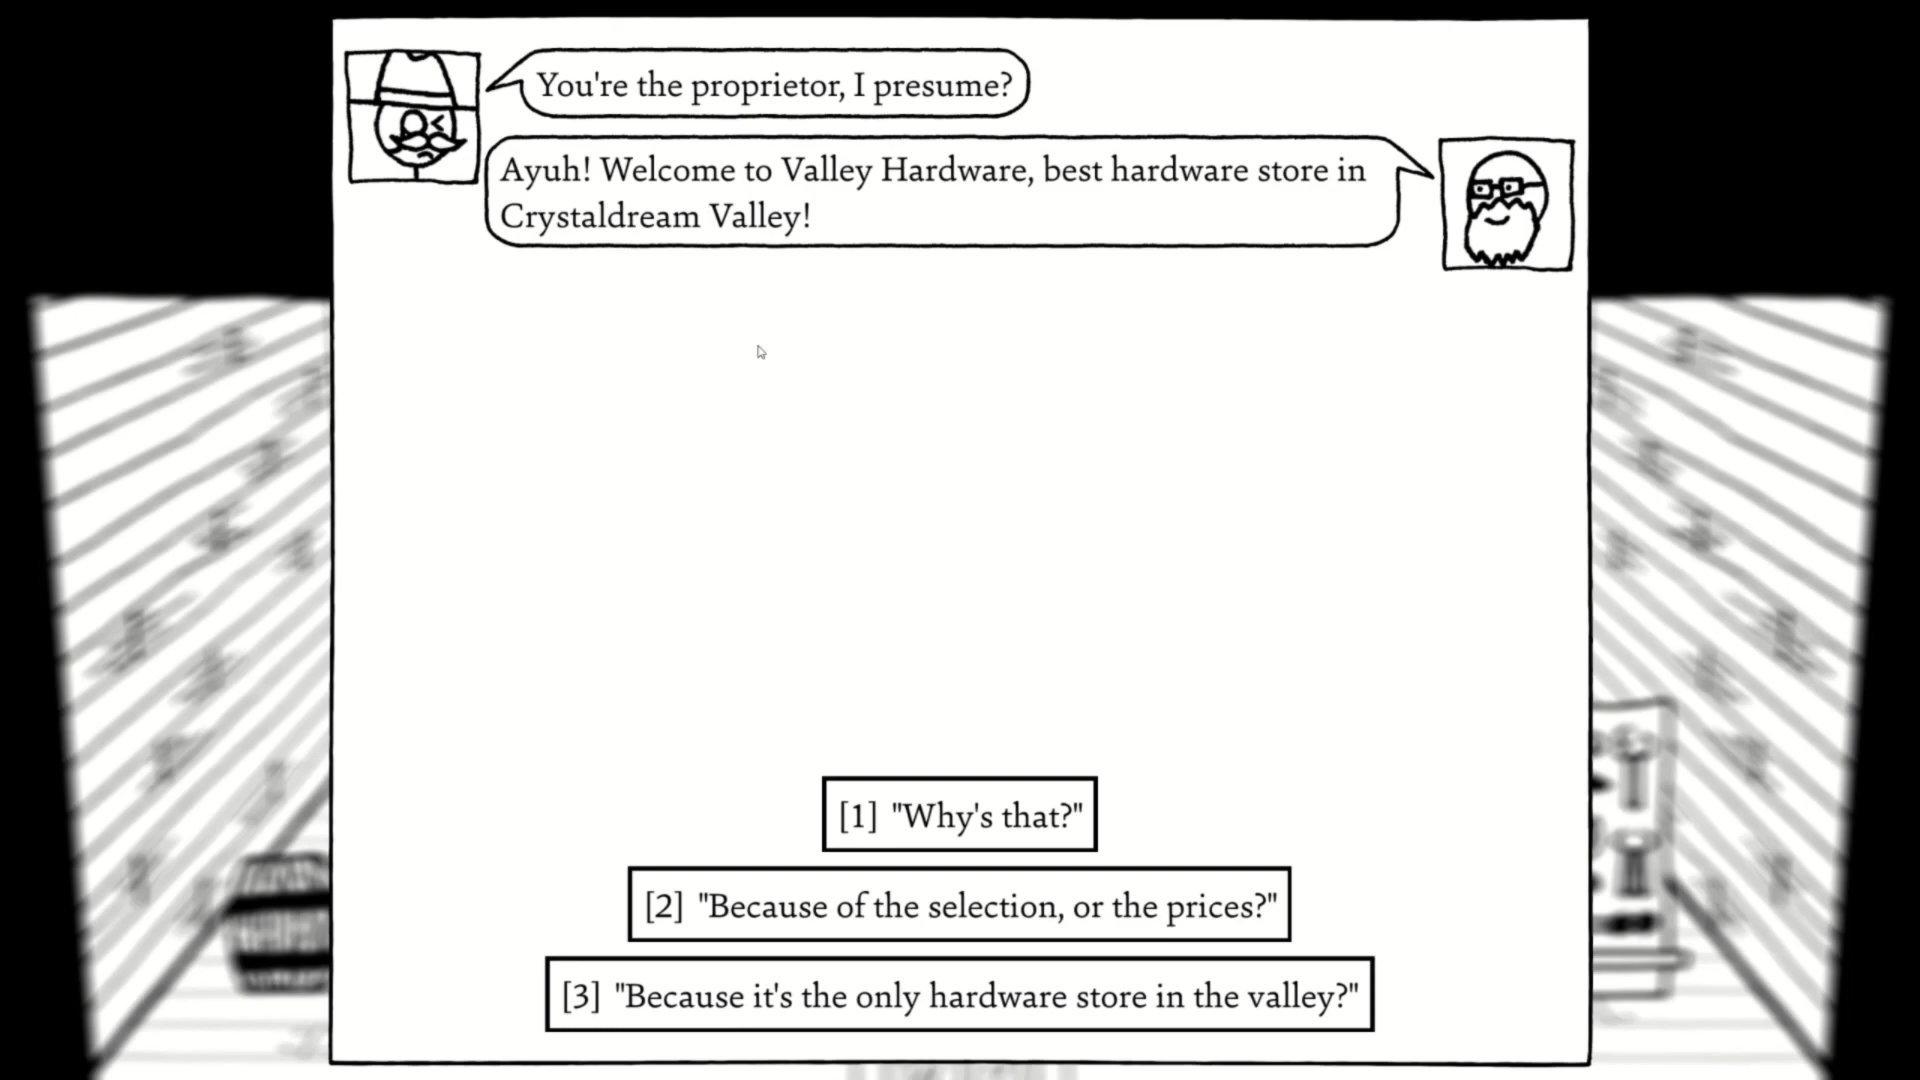 You're the proprietor, I presume?
Ayuh! Welcome to Valley Hardware, best hardware store in
Crystaldream Valley!
[1] "Why's that?"
[2] "Because of the selection, or the prices?"
[3] "Because it's the only hardware store in the valley?"